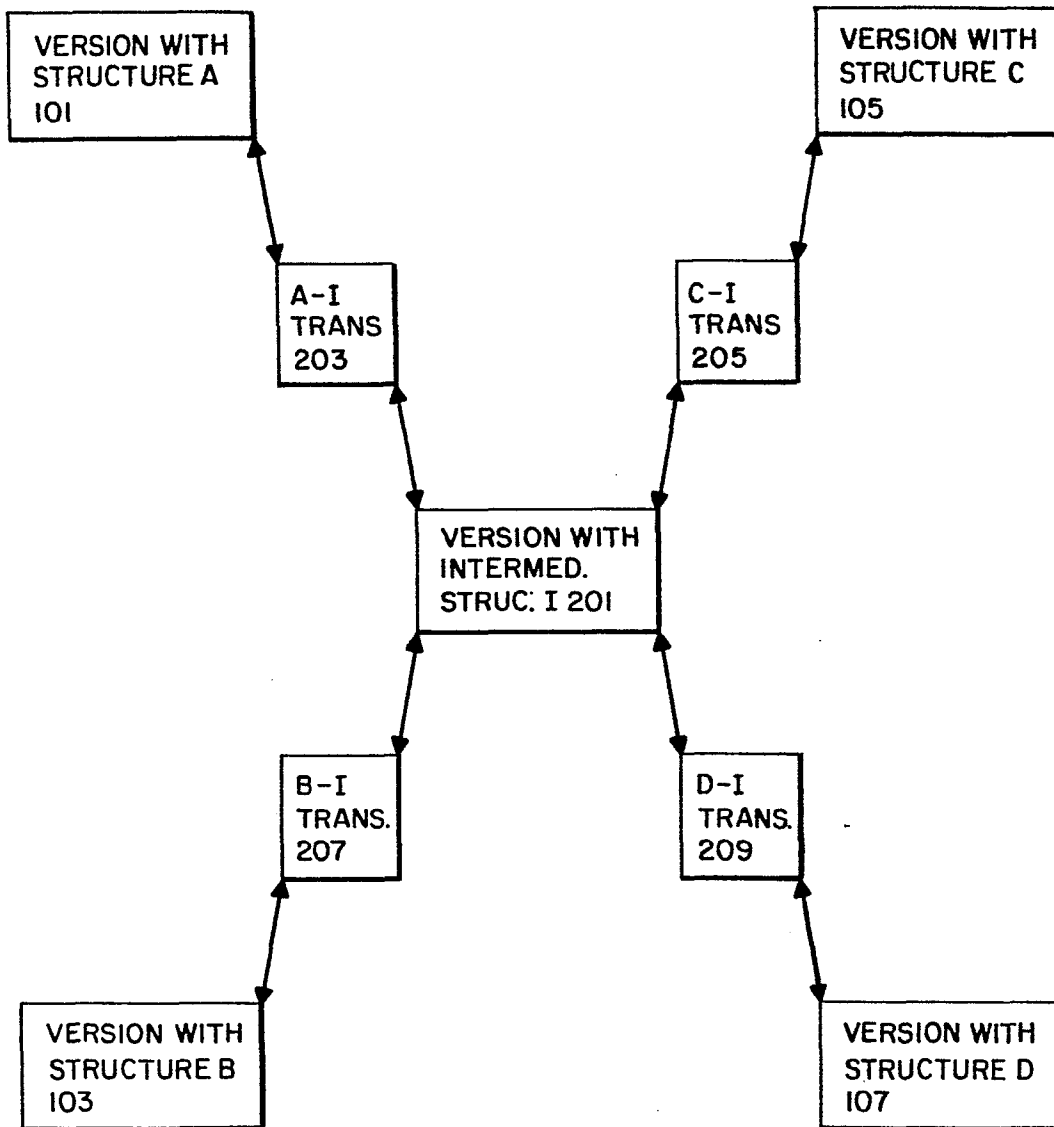 VERSION WITH
STRUCTURE A
101
VERSION WITH
STRUCTURE C
105
A-I
TRANS
203
C-I
TRANS
205
VERSION WITH
INTERMED.
STRUC. I 201
B-I
TRANS.
207
D-I
TRANS.
209
VERSION WITH
STRUCTURE B
103
VERSION WITH
STRUCTURE D
107